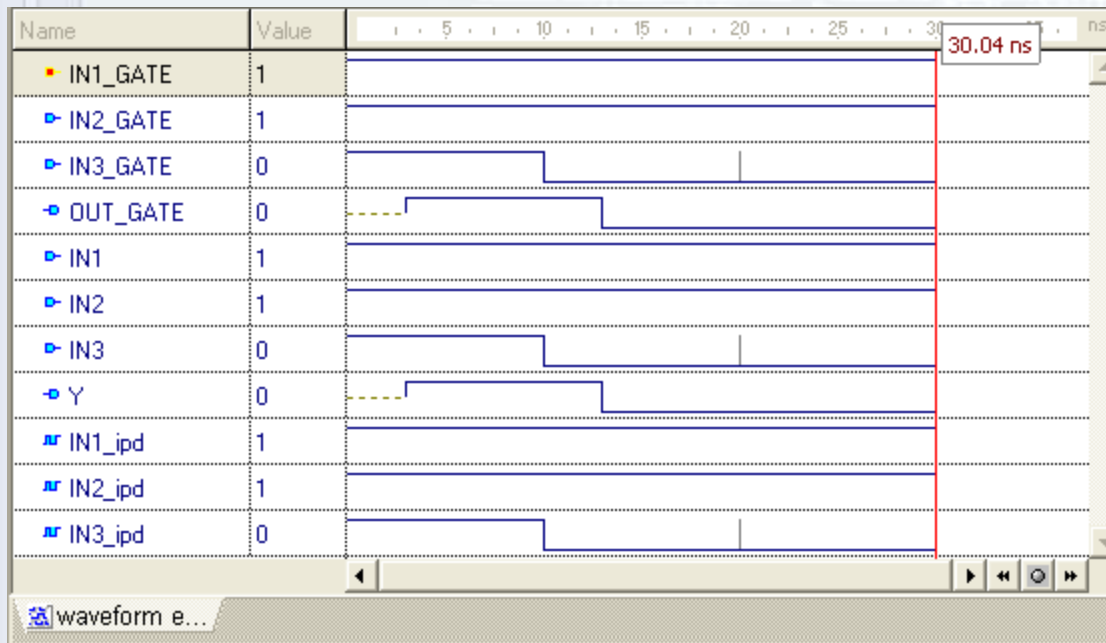 Name Value 5 10 15 20 25 30 ns
30.04 ns
IN1_GATE 1
IN2_GATE 1
IN3_GATE 0
OUT_GATE 0
IN1 1
IN2 1
IN3 0
Y 0
IN1_ipd 1
IN2_ipd 1
IN3_ipd 0
waveform e...